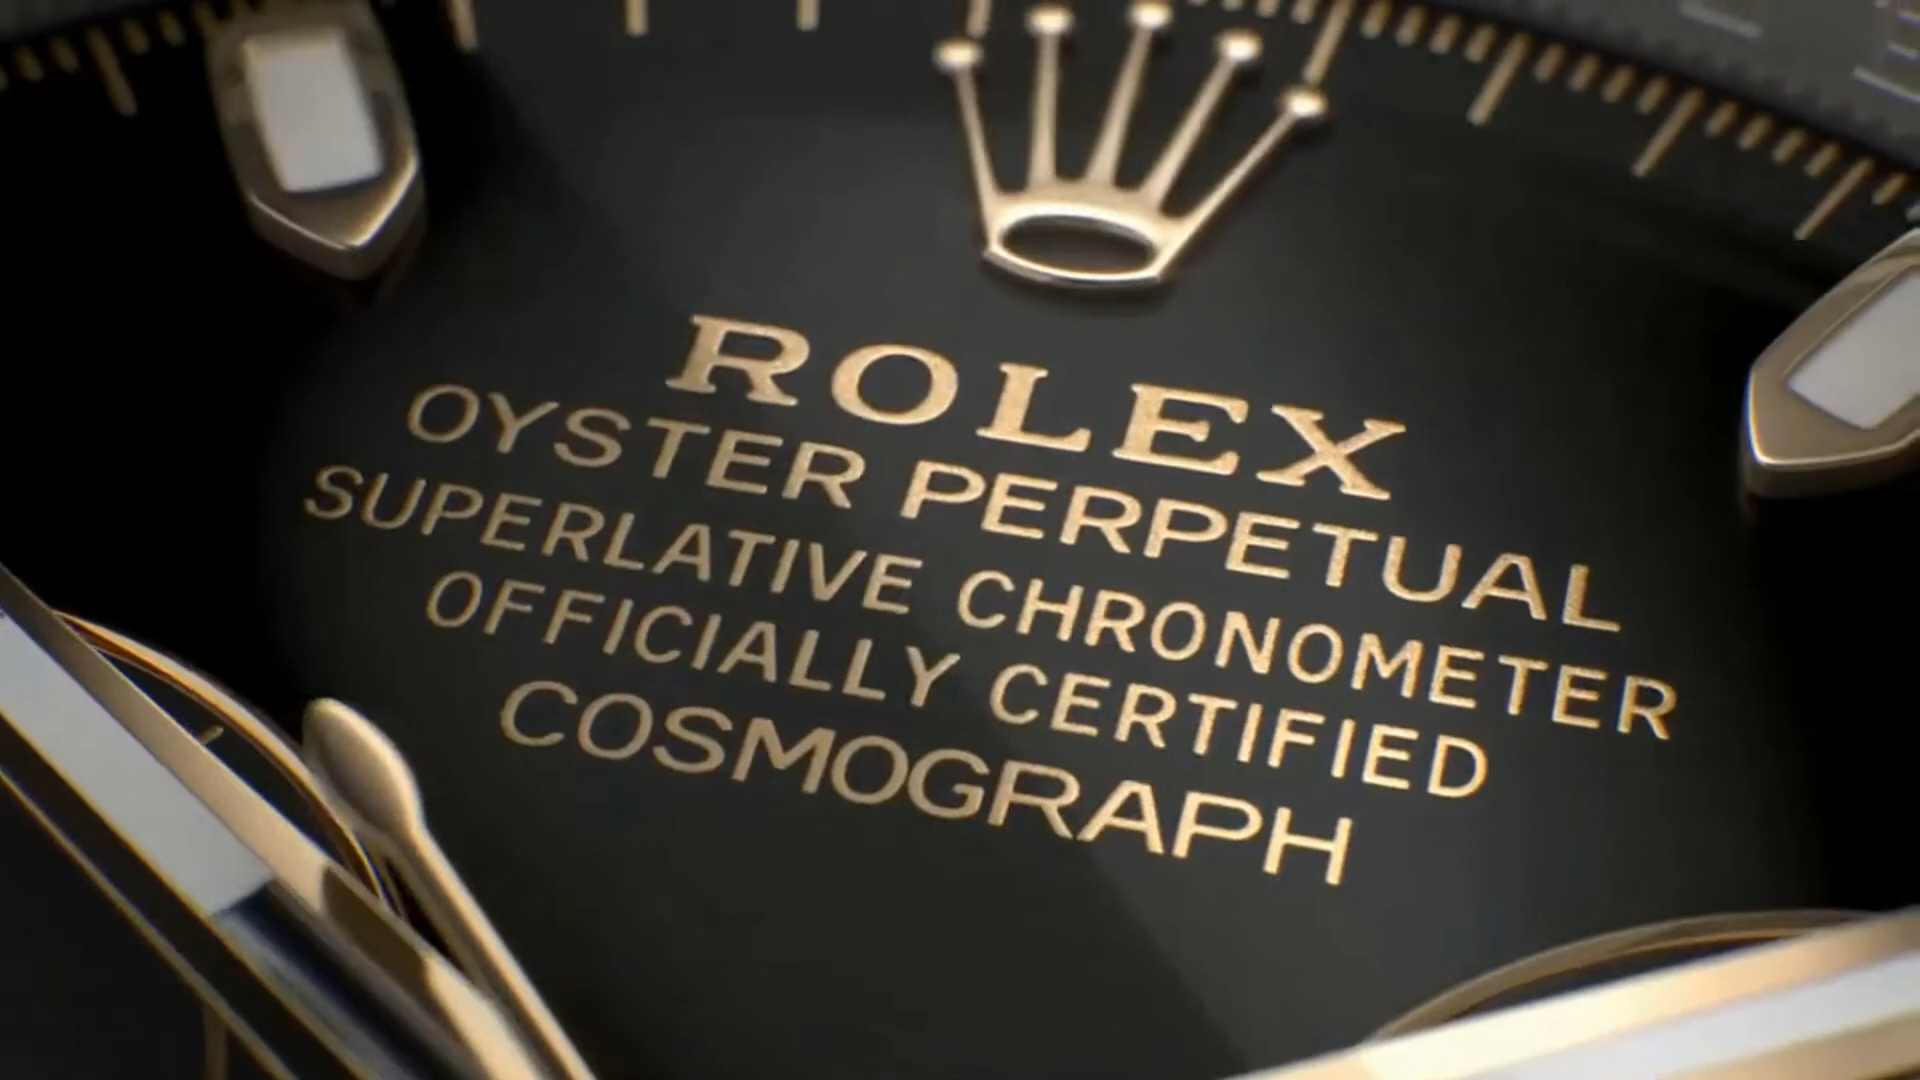 ROLEX
OYSTER PERPETUAL
SUPERLATIVE CHRONOMETER
OFFICIALLY CERTIFIED
COSMOGRAPH